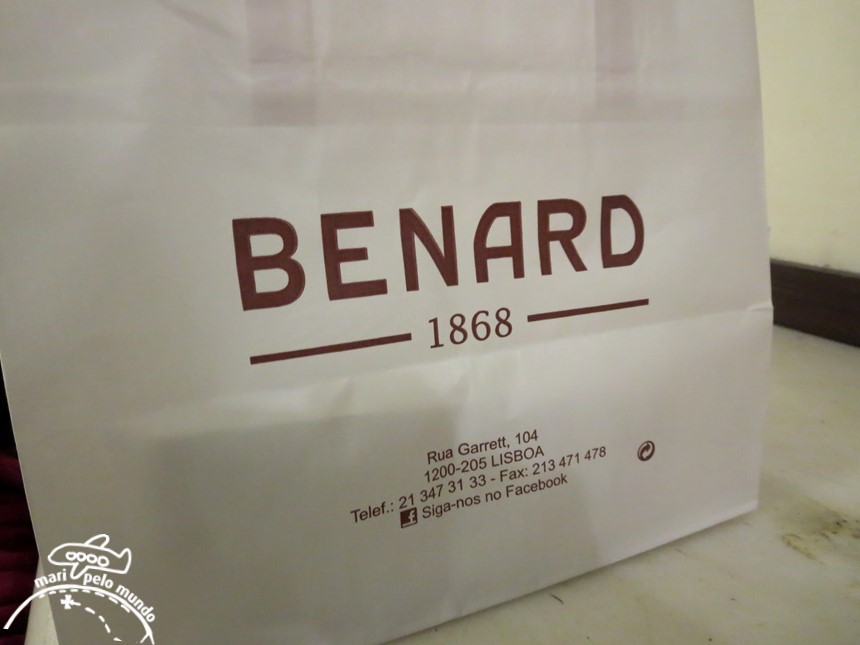 BENARD
1868
Rua Garrett, 104
1200-205 LISBOA
Telef.: 21 347 31 33 - Fax: 213 471 478
f Siga-nos no Facebook
mari pelo mundo